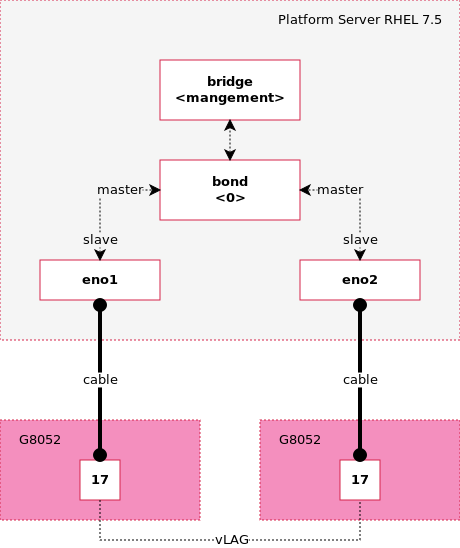 Platform Server RHEL 7.5
bridge
<mangement>
bond
<0>
master
master
slave
slave
eno1
eno2
cable
cable
G8052
G8052
17
17
vLAG